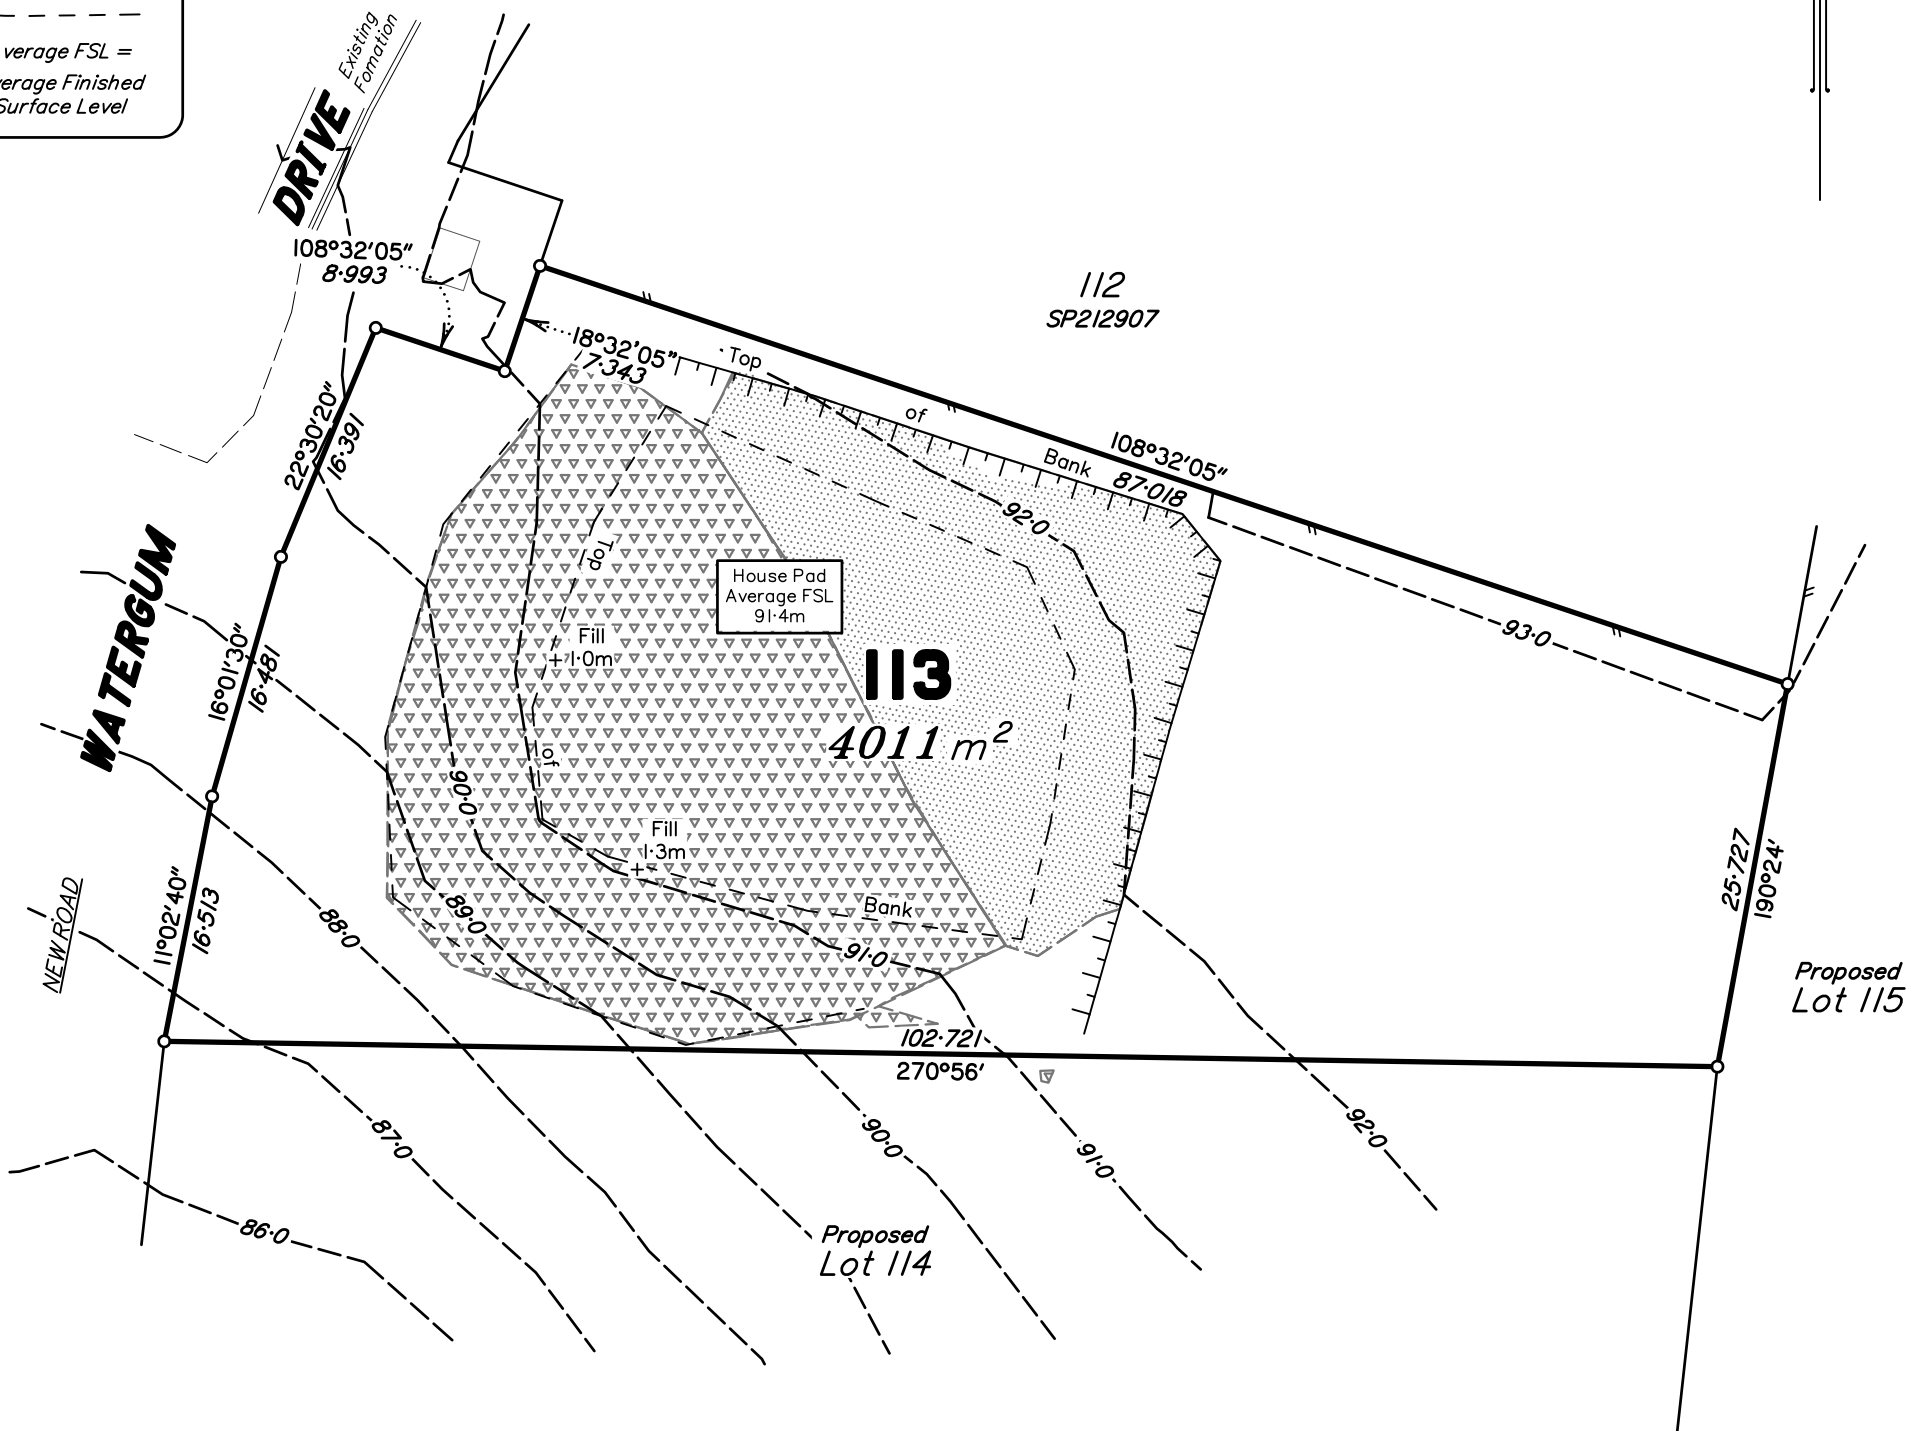 verage FSL =
verage Finished
Surface Level
Existing
Fomation
DRIVE
108°32'05"
8·993
112
SP212907
18°32'05"
7·343
Top
of
Bank
108°32'05"
87·018
22°30'20"
16·391
92·0
93·0
Top
of
Bank
House Pad
Average FSL
91·4m
Fill
1·0m
113
4011 m²
WATERGUM
16°01'30"
16·481
90·0
Fill
1·3m
89·0
88·0
91·0
11°02'40"
16·513
NEW ROAD
25·727
190°24'
Proposed
Lot 115
102·721
270°56'
87·0
90·0
91·0
92·0
86·0
Proposed
Lot 114